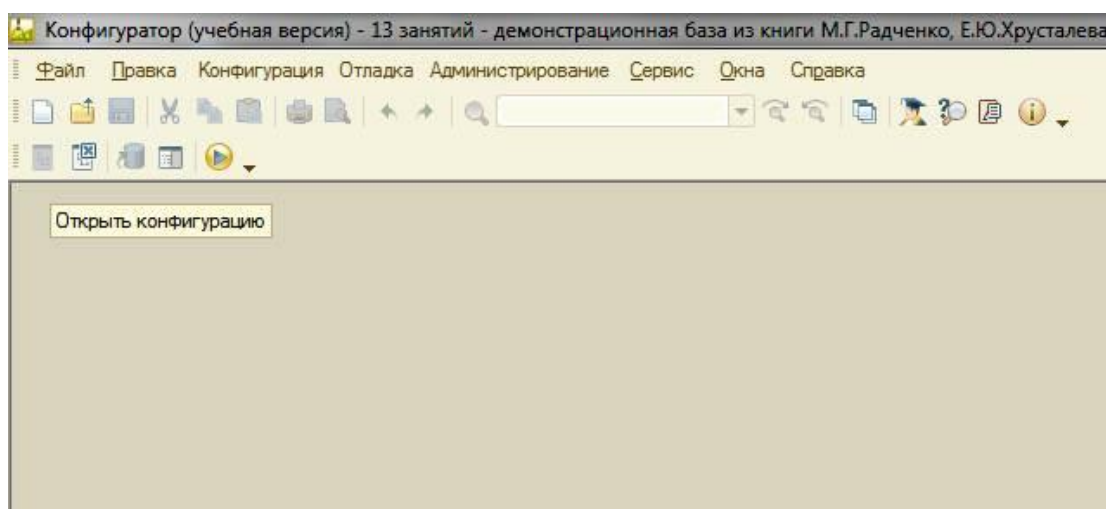 Конфигуратор (учебная версия) - 13 занятий - демонстрационная база из книги М.Г.Радченко, Е.Ю.Хрусталева
Файл Правка Конфигурация Отладка Администрирование Сервис Окна Справка
Открыть конфигурацию